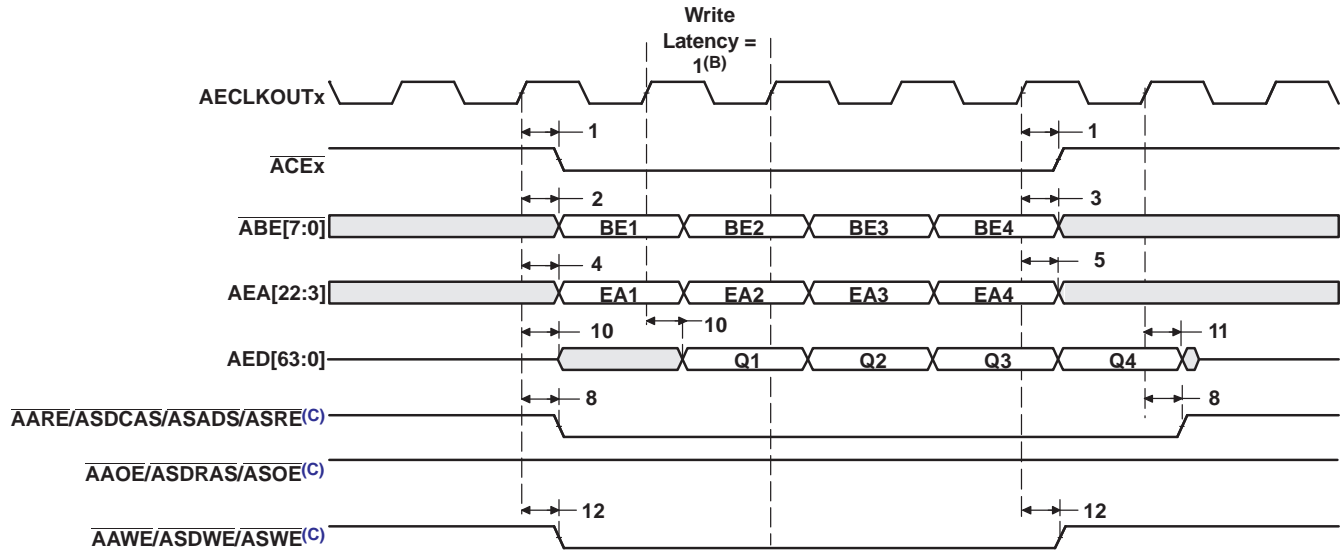 Write
Latency =
1(B)
AECLKOUTx
1 1
ACEx
2 3
ABE[7:0] BE1 BE2 BE3 BE4
4 5
AEA[22:3] EA1 EA2 EA3 EA4
10 10 11
AED[63:0] Q1 Q2 Q3 Q4
8 8
AARE/ASDCAS/ASADS/ASRE(C)
AAOE/ASDRAS/ASOE(C)
12 12
AAWE/ASDWE/ASWE(C)